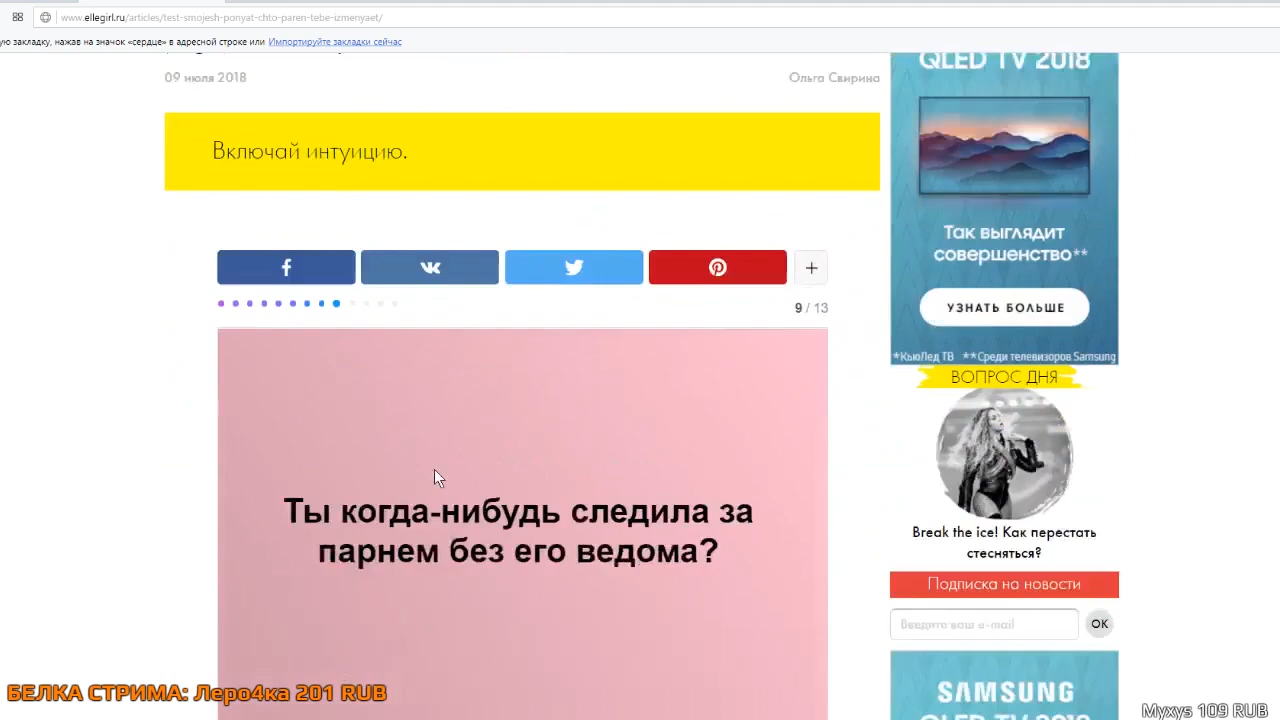 www.ellegirl.ru/articles/test-smojesh-ponyat-chto-paren-tebe-izmenyaet/
ую закладку, нажав на значок «сердце» в адресной строке или Импортируйте закладки сейчас
09 июля 2018
Ольга Свирина
Включай интуицию.
9 / 13
Ты когда-нибудь следила за
парнем без его ведома?
QLED TV 2018
Так выглядит
совершенство**
УЗНАТЬ БОЛЬШЕ
*КьюЛед ТВ **Среди телевизоров Samsung
ВОПРОС ДНЯ
Break the ice! Как перестать
стесняться?
Подписка на новости
Введите ваш e-mail
OK
SAMSUNG
QLED TV 2018
БЕЛКА СТРИМА: Леро4ка 201 RUB
Myxys 109 RUB